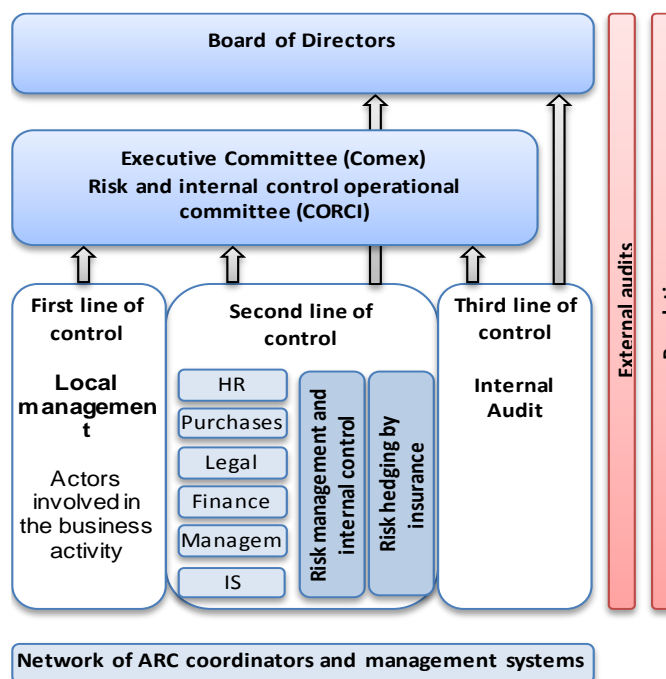 Board of Directors
Executive Committee (Comex)
Risk and internal control operational
committee (CORCI)
First line of
control
Local
managemen
t
Actors
involved in
the business
activity
Second line of
control
HR
Purchases
Legal
Finance
Managem
IS
Risk management and
internal control
Risk hedging by
insurance
Third line of
control
Internal
Audit
External audits
Network of ARC coordinators and management systems